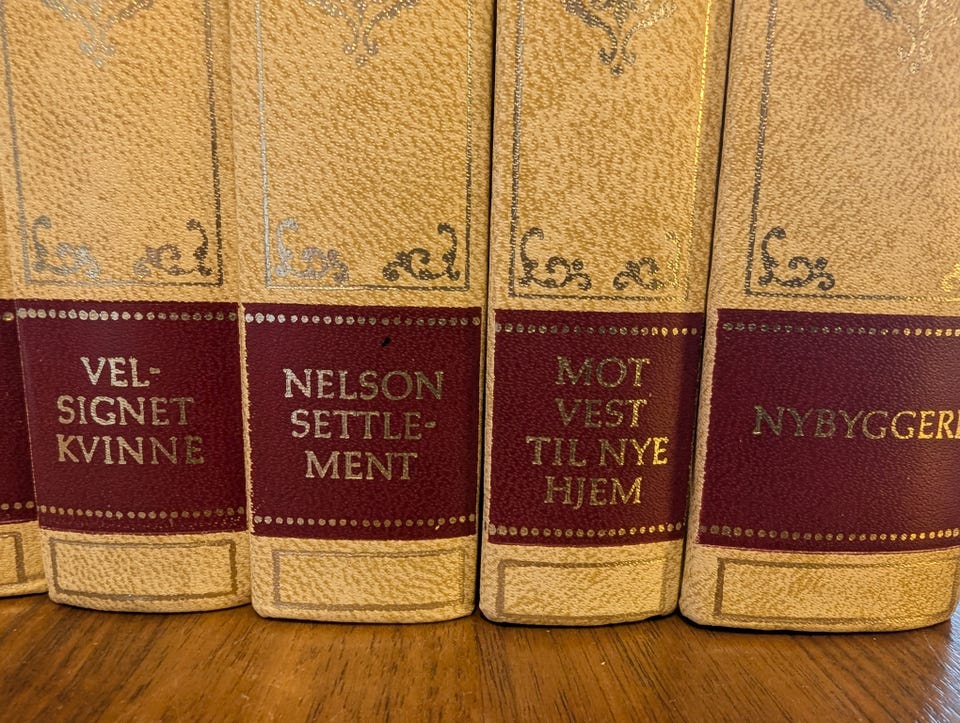 VEL-
SIGNET
KVINNE
NELSON
SETTLE-
MENT
MOT
VEST
TIL NYE
HJEM
NYBYGGER